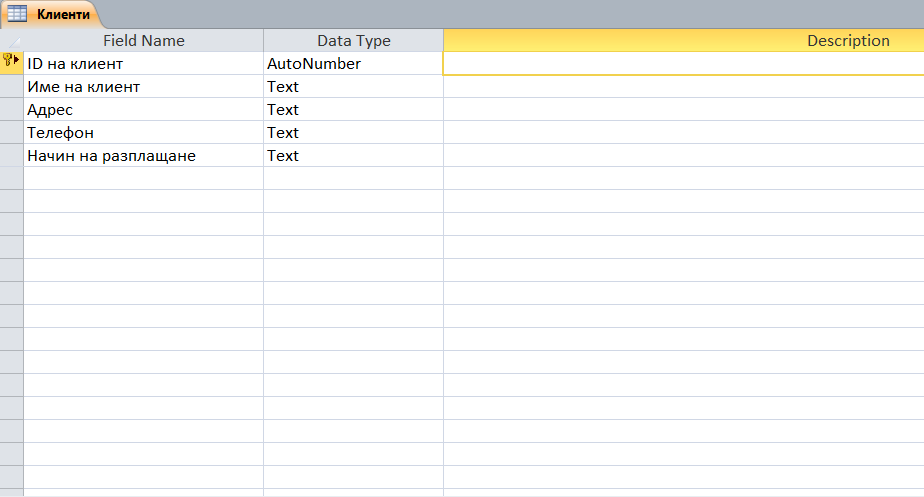 Клиенти
Field Name Data Type Description
ID на клиент AutoNumber
Име на клиент Text
Адрес Text
Телефон Text
Начин на разплащане Text